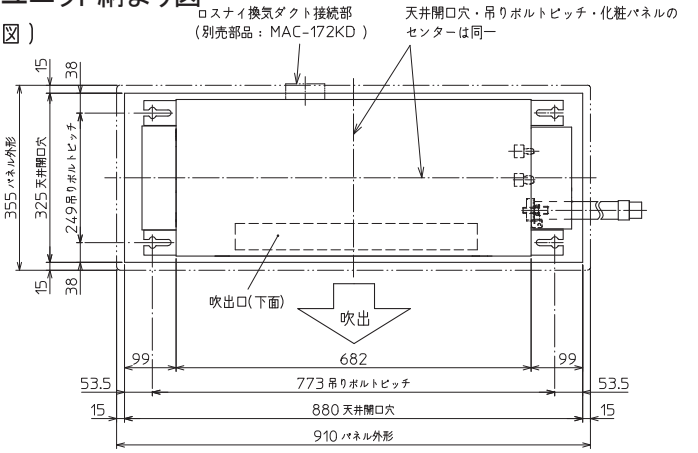 ユニット納まり図
図）
ロスナイ換気ダクト接続部
（別売部品：MAC-172KD ）
天井開口穴・吊りボルトピッチ・化粧パネルの
センターは同一
15
38
355 パネル外形
325 天井開口穴
249吊りボルトピッチ
15
38
吹出口(下面)
吹出
99
682
99
53.5
773 吊りボルトピッチ
53.5
15
880 天井開口穴
15
910 パネル外形